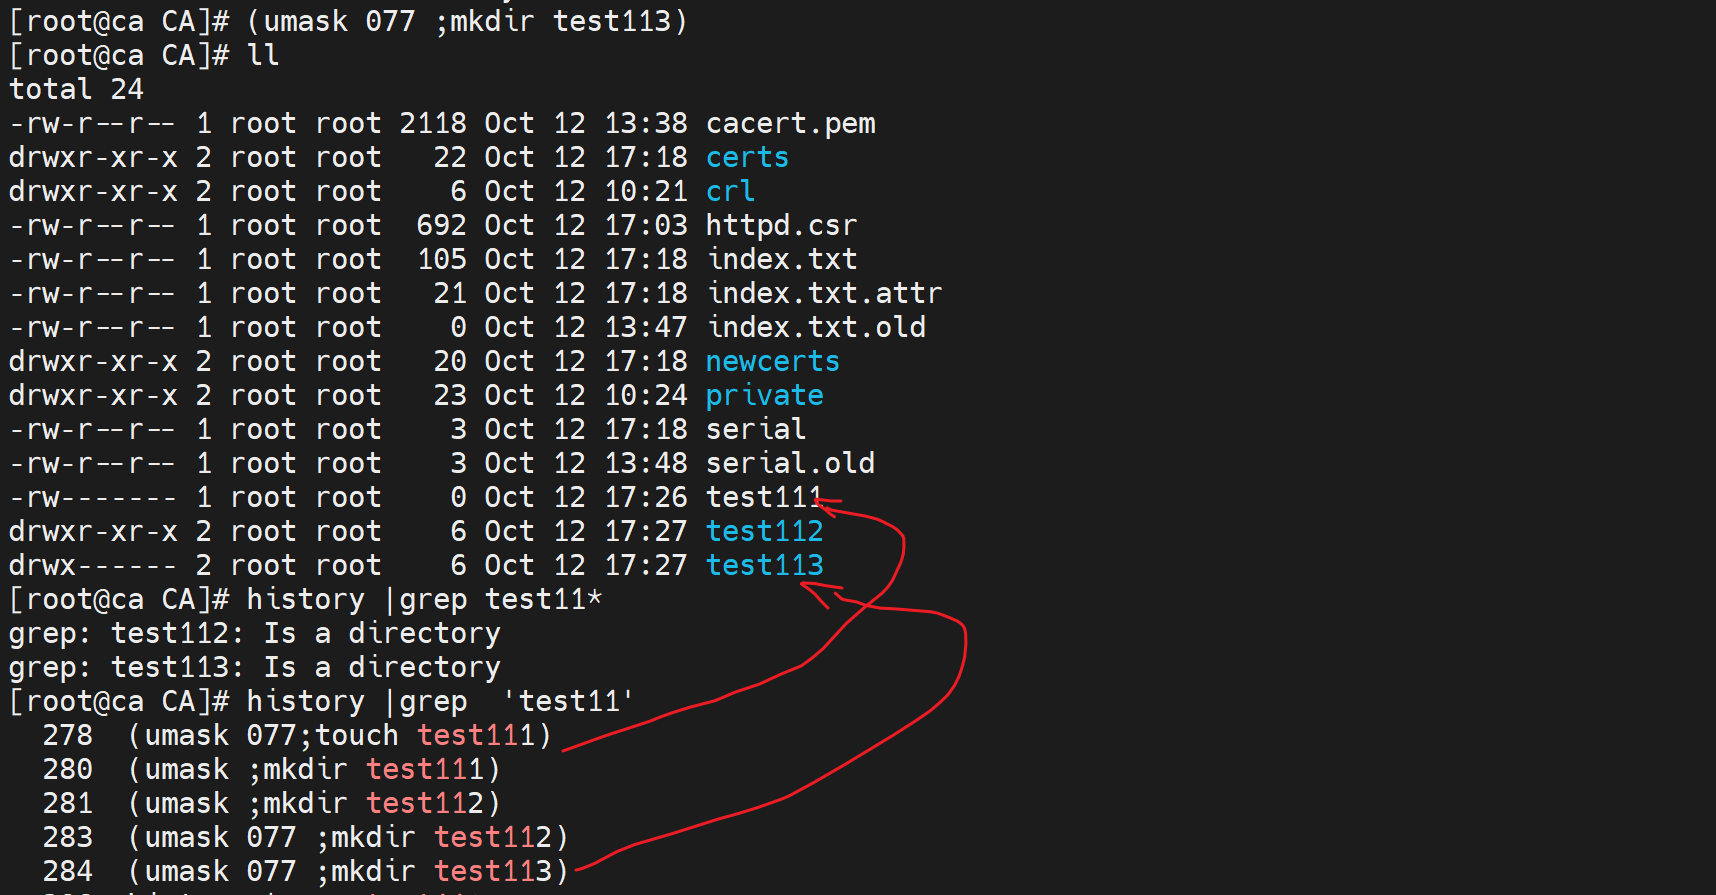 [root@ca CA]# (umask 077 ;mkdir test113)
[root@ca CA]# ll
total 24
-rw-r--r-- 1 root root 2118 Oct 12 13:38 cacert.pem
drwxr-xr-x 2 root root   22 Oct 12 17:18 certs
drwxr-xr-x 2 root root    6 Oct 12 10:21 crl
-rw-r--r-- 1 root root  692 Oct 12 17:03 httpd.csr
-rw-r--r-- 1 root root  105 Oct 12 17:18 index.txt
-rw-r--r-- 1 root root   21 Oct 12 17:18 index.txt.attr
-rw-r--r-- 1 root root    0 Oct 12 13:47 index.txt.old
drwxr-xr-x 2 root root   20 Oct 12 17:18 newcerts
drwxr-xr-x 2 root root   23 Oct 12 10:24 private
-rw-r--r-- 1 root root    3 Oct 12 17:18 serial
-rw-r--r-- 1 root root    3 Oct 12 13:48 serial.old
-rw------- 1 root root    0 Oct 12 17:26 test111
drwxr-xr-x 2 root root    6 Oct 12 17:27 test112
drwx------ 2 root root    6 Oct 12 17:27 test113
[root@ca CA]# history |grep test11*
grep: test112: Is a directory
grep: test113: Is a directory
[root@ca CA]# history |grep  'test11'
  278  (umask 077;touch test111)
  280  (umask ;mkdir test111)
  281  (umask ;mkdir test112)
  283  (umask 077 ;mkdir test112)
  284  (umask 077 ;mkdir test113)